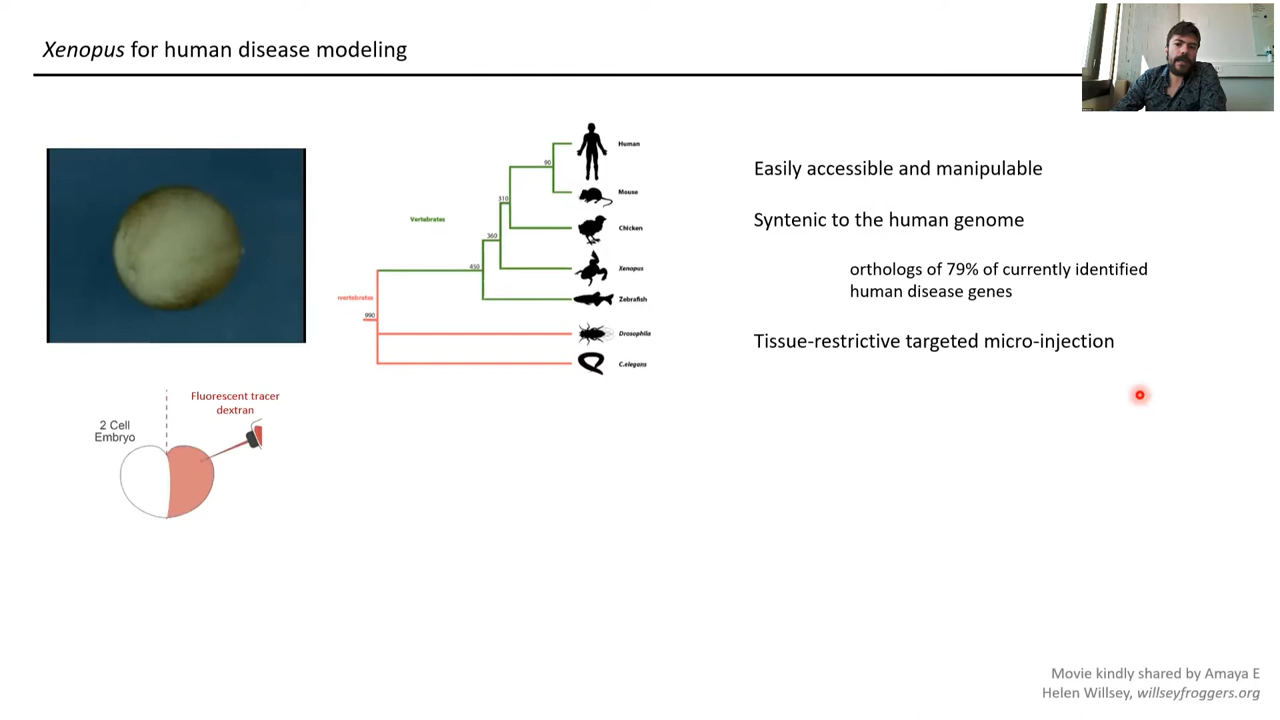 Xenopus for human disease modeling
Human
90
Mouse
310
Vertebrates
Chicken
360
450
Xenopus
nvertebrates
Zebrafish
990
Drosophila
C.elegans
Easily accessible and manipulable
Syntenic to the human genome
orthologs of 79% of currently identified
human disease genes
Tissue-restrictive targeted micro-injection
Fluorescent tracer
dextran
2 Cell
Embryo
Movie kindly shared by Amaya E
Helen Willsey, willseyfroggers.org